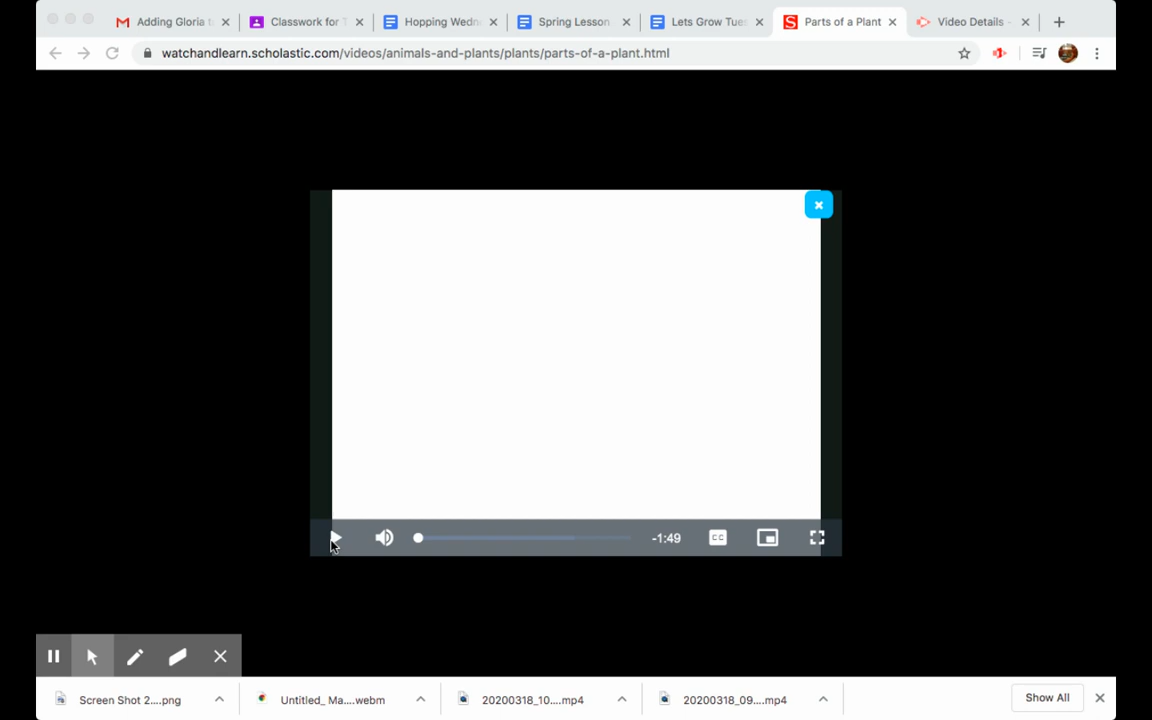 Adding Gloria t
Classwork for T
Hopping Wedn
Spring Lesson
Lets Grow Tues
Parts of a Plant
Video Details -
watchandlearn.scholastic.com/videos/animals-and-plants/plants/parts-of-a-plant.html
-1:49
CC
Screen Shot 2....png
Untitled_ Ma....webm
20200318_10....mp4
20200318_09....mp4
Show All